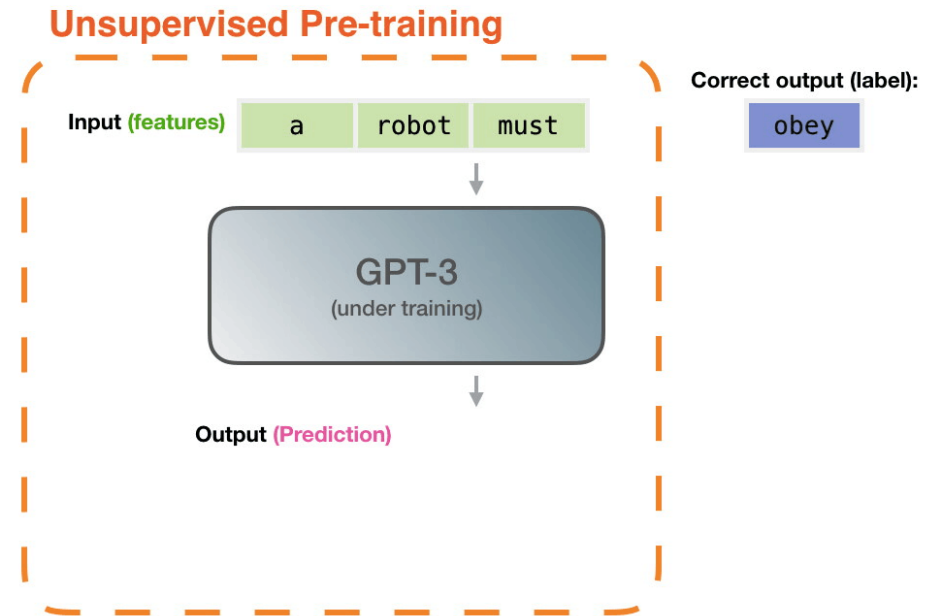 Unsupervised Pre-training
Correct output (label):
Input (features) a robot must
obey
GPT-3
(under training)
Output (Prediction)